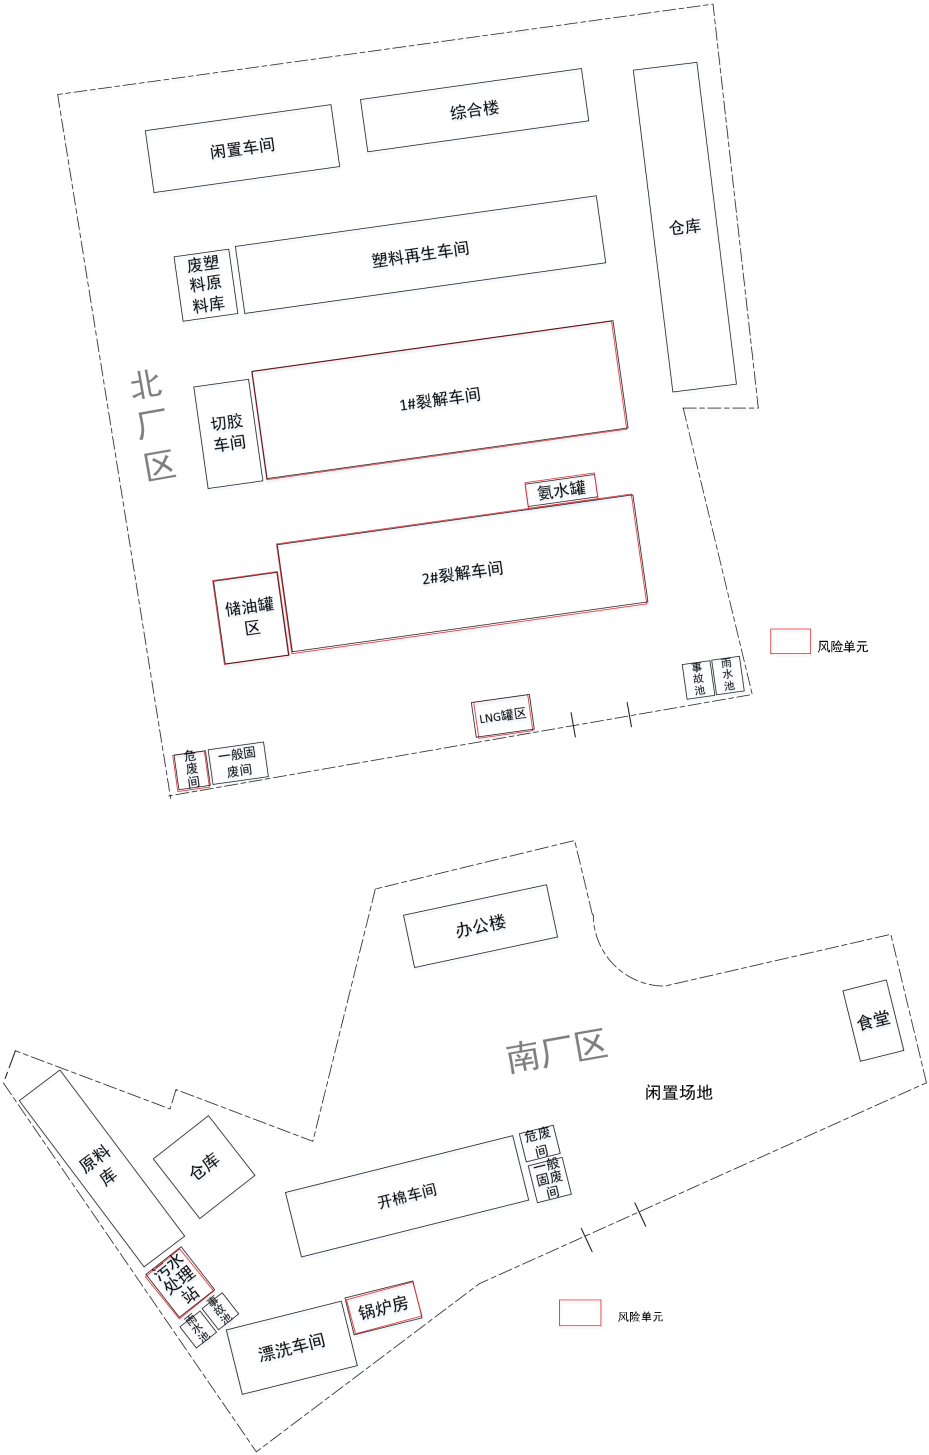 综合楼
闲置车间
仓库
塑料再生车间
废塑
料原
料库
北
厂
区
1#裂解车间
切胶
车间
氨水罐
2#裂解车间
储油罐
区
风险单元
事
故
池
雨
水
池
LNG罐区
危
废
间
一般固
废间
办公楼
食堂
南厂区
闲置场地
原料
库
仓库
危废
间
一般
固废
间
开棉车间
污水
处理
站
事
故
池
雨
水
池
锅炉房
漂洗车间
风险单元